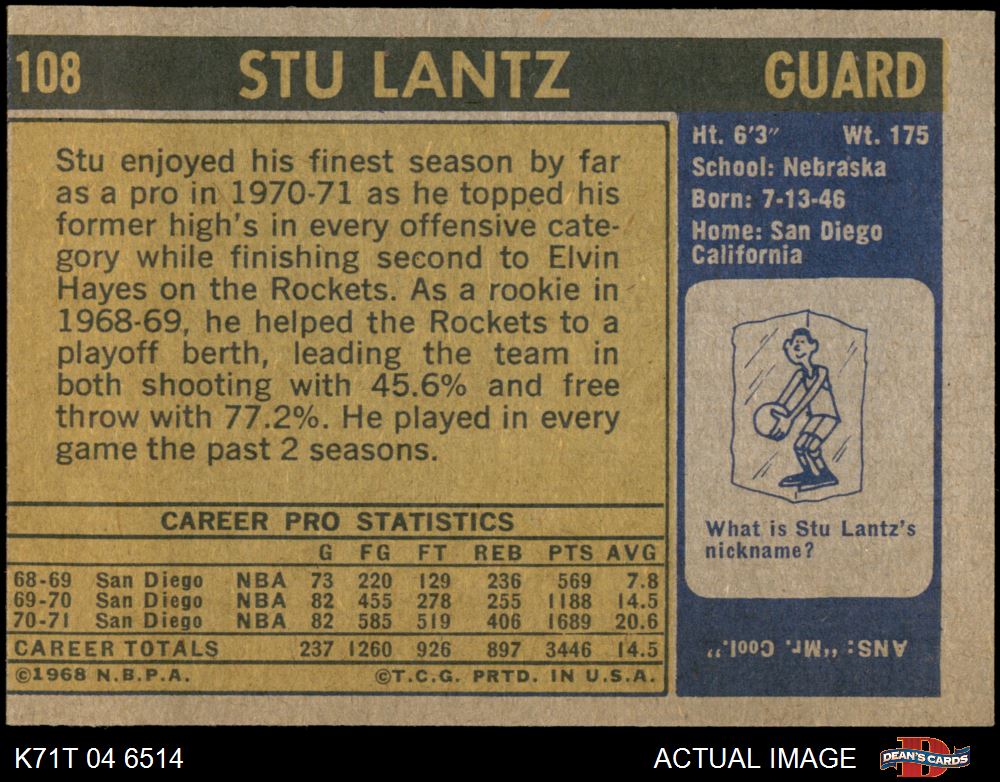 108 STU LANTZ GUARD
Stu enjoyed his finest season by far
as a pro in 1970-71 as he topped his
former high's in every offensive cate-
gory while finishing second to Elvin
Hayes on the Rockets. As a rookie in
1968-69, he helped the Rockets to a
playoff berth, leading the team in
both shooting with 45.6% and free
throw with 77.2%. He played in every
game the past 2 seasons.
CAREER PRO STATISTICS
G FG FT REB PTS AVG
68-69 San Diego NBA 73 220 129 236 569 7.8
69-70 San Diego NBA 82 455 278 255 1188 14.5
70-71 San Diego NBA 82 585 519 406 1689 20.6
CAREER TOTALS 237 1260 926 897 3446 14.5
©1968 N.B.P.A. ©T.C.G. PRTD. IN U.S.A.
Ht. 6'3" Wt. 175
School: Nebraska
Born: 7-13-46
Home: San Diego
California
What is Stu Lantz's
nickname?
ANS: "Mr. Cool."
K71T 04 6514 ACTUAL IMAGE DEAN'S CARDS